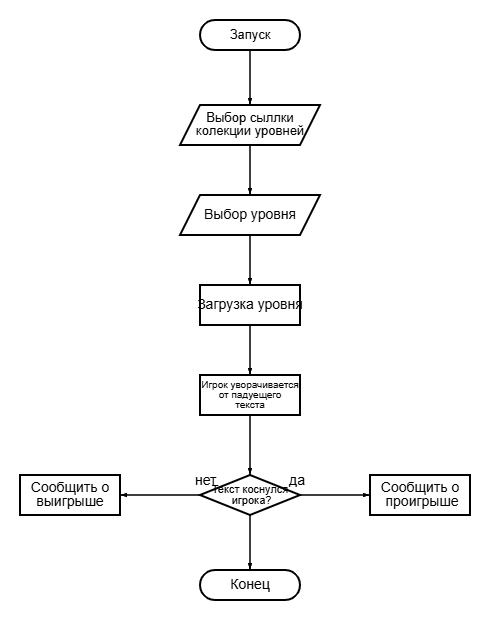 Запуск
Выбор сыллки
колекции уровней
Выбор уровня
Загрузка уровня
Игрок уворачивается
от падуещего
текста
нет
Текст коснулся
игрока?
да
Сообщить о
выигрыше
Сообщить о
проигрыше
Конец